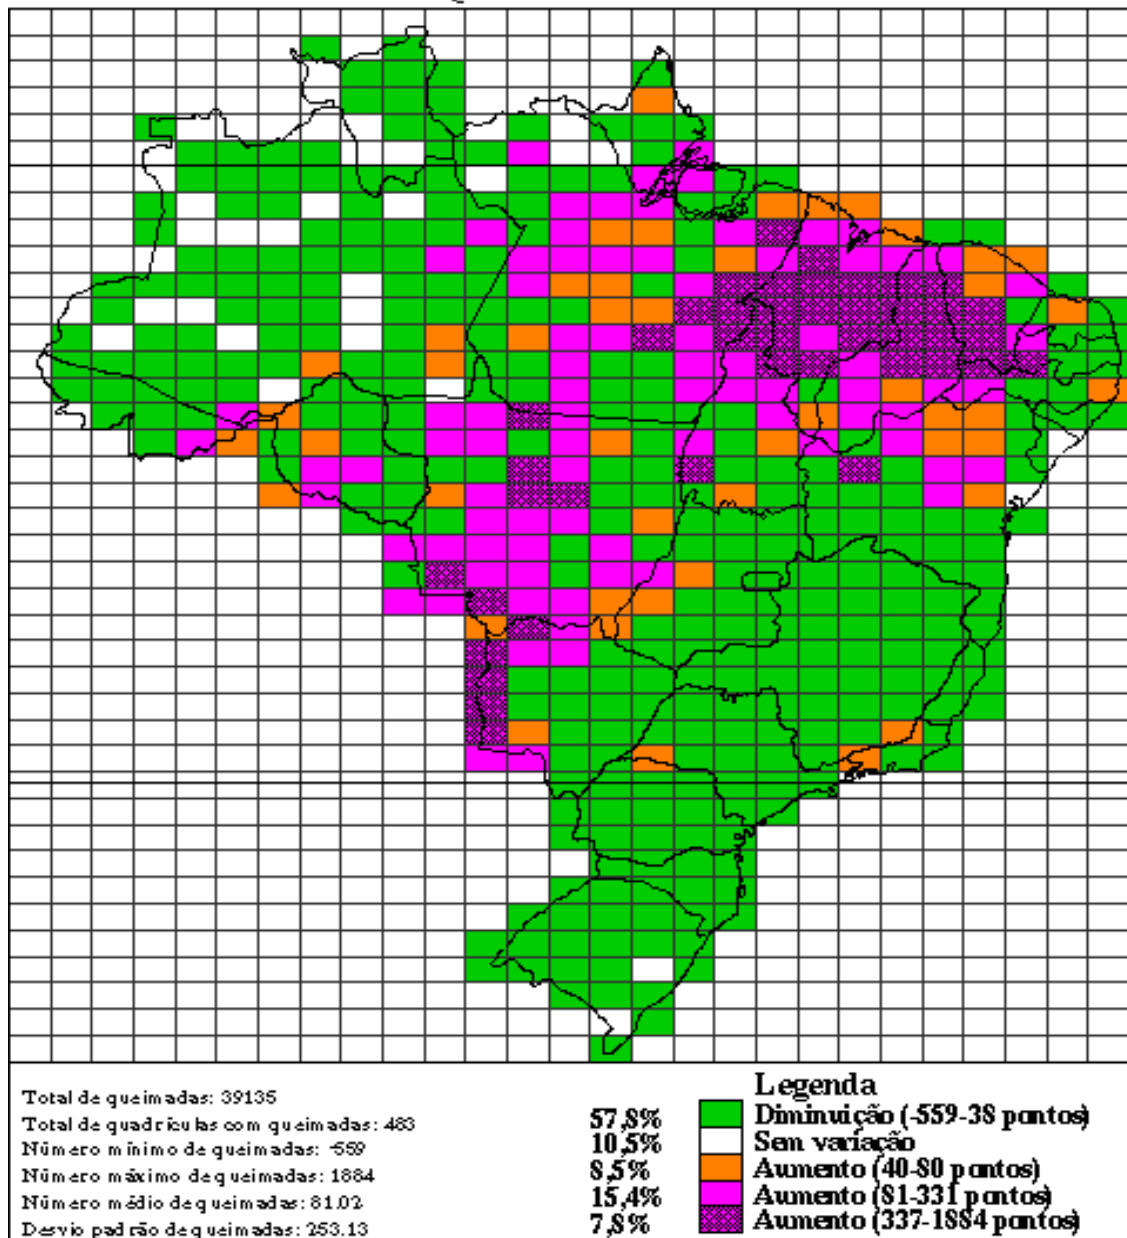 Total de queimadas: 39135
Total de quadrículas com queimadas: 483
Número mínimo de queimadas: -559
Número máximo de queimadas: 1884
Número médio de queimadas: 81.02
Desvio padrão de queimadas: 253.13
Legenda
57,8% Diminuição (-559-38 pontos)
10,5% Sem variação
8,5% Aumento (40-80 pontos)
15,4% Aumento (81-331 pontos)
7,8% Aumento (337-1884 pontos)